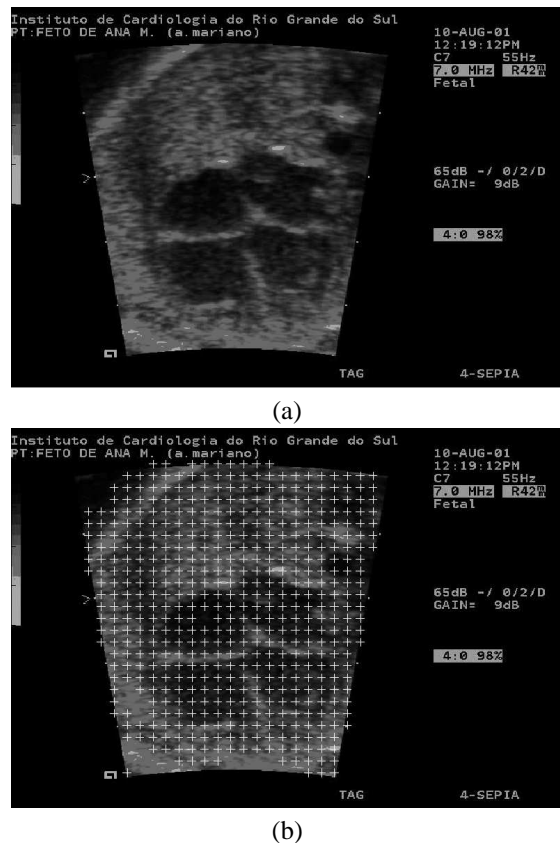 Instituto de Cardiologia do Rio Grande do Sul
PT:FETO DE ANA M. (a.mariano)
10-AUG-01
12:19:12PM
C7 55Hz
7.0 MHz R42mm
Fetal
65dB -/ 0/2/D
GAIN= 9dB
4:0 98%
TAG 4-SEPIA
(a)
Instituto de Cardiologia do Rio Grande do Sul
PT:FETO DE ANA M. (a.mariano)
10-AUG-01
12:19:12PM
C7 55Hz
7.0 MHz R42mm
Fetal
65dB -/ 0/2/D
GAIN= 9dB
4:0 98%
TAG 4-SEPIA
(b)